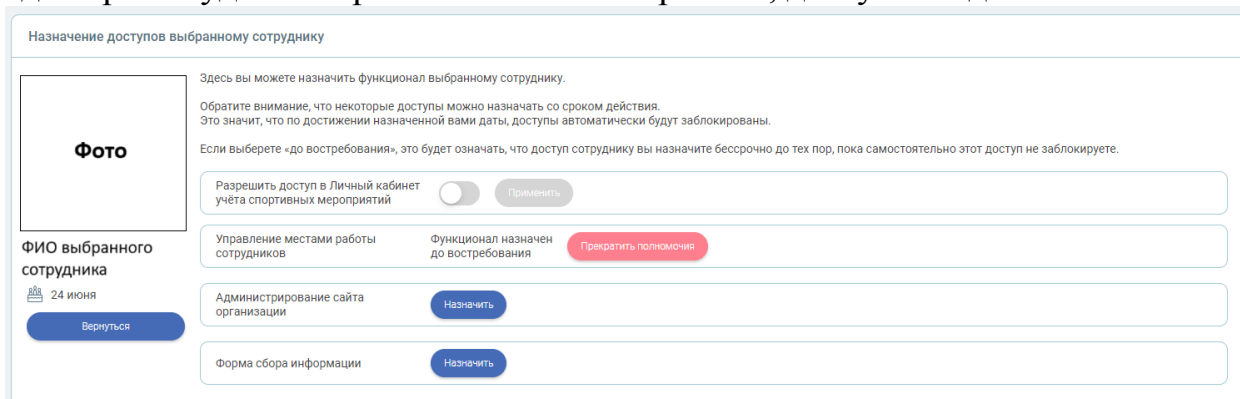 Назначение доступов выбранному сотруднику
Здесь вы можете назначить функционал выбранному сотруднику.
Обратите внимание, что некоторые доступы можно назначать со сроком действия.
Это значит, что по достижении назначенной вами даты, доступы автоматически будут заблокированы.
Если выберете «до востребования», это будет означать, что доступ сотруднику вы назначите бессрочно до тех пор, пока самостоятельно этот доступ не заблокируете.
Фото
ФИО выбранного
сотрудника
24 июня
Вернуться
Разрешить доступ в Личный кабинет
учёта спортивных мероприятий
Применить
Управление местами работы
сотрудников
Функционал назначен
до востребования
Прекратить полномочия
Администрирование сайта
организации
Назначить
Форма сбора информации
Назначить